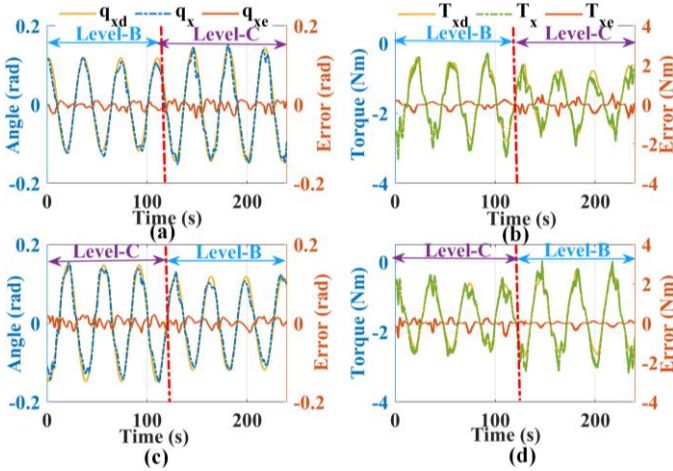 q_xd q_x q_xe
Level-B Level-C
Angle (rad)
0.2
0
-0.2
Error (rad)
0.2
0
-0.2
0 100 200
Time (s)
(a)
T_xd T_x T_xe
Level-B Level-C
Torque (Nm)
0
-2
-4
Error (Nm)
4
2
0
-2
-4
0 100 200
Time (s)
(b)
Level-C Level-B
Angle (rad)
0.2
0
-0.2
Error (rad)
0.2
0
-0.2
0 100 200
Time (s)
(c)
Level-C Level-B
Torque (Nm)
0
-2
-4
Error (Nm)
4
2
0
-2
-4
0 100 200
Time (s)
(d)